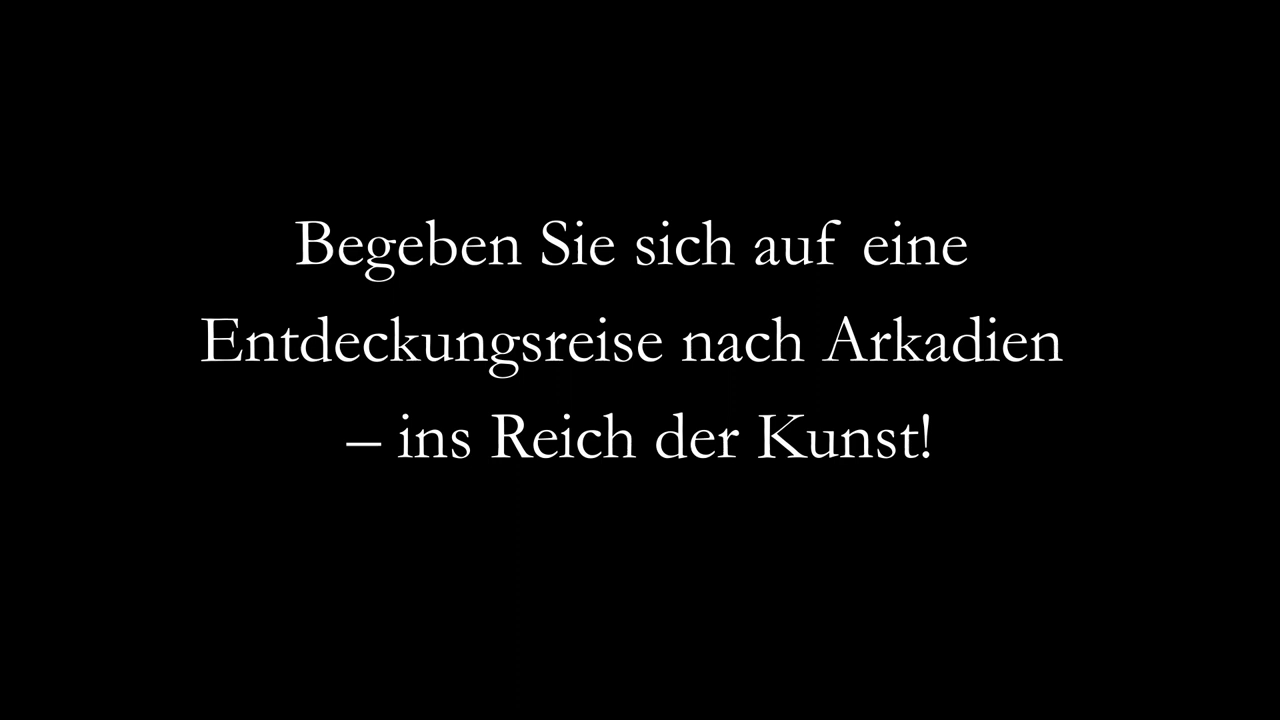 Begeben Sie sich auf eine
Entdeckungsreise nach Arkadien
– ins Reich der Kunst!